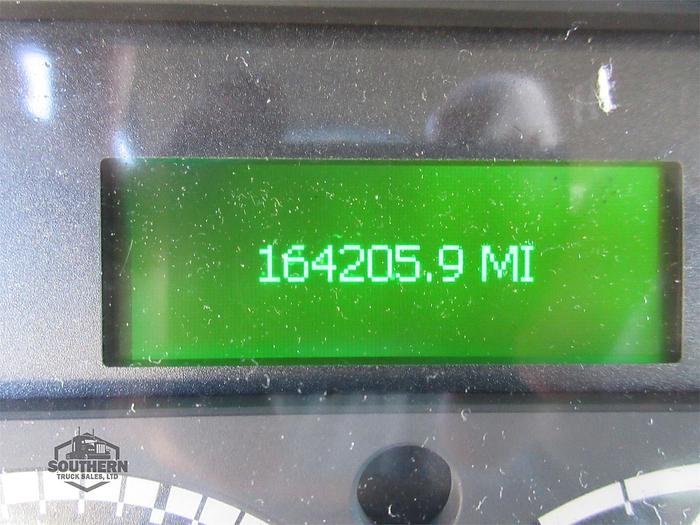 164205.9 MI
SOUTHERN
TRUCK SALES, LTD